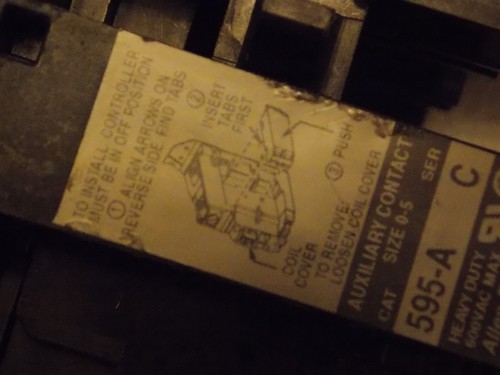 TO INSTALL CONTROLLER
MUST BE IN OFF POSITION
① ALIGN ARROWS ON
REVERSE SIDE FIND TABS
② INSERT
TABS
FIRST
③ PUSH
COIL
COVER
TO REMOVE:
LOOSEN COIL COVER
AUXILIARY CONTACT
SIZE 0-5
CAT
SER
595-A
C
HEAVY DUTY
600VAC MAX